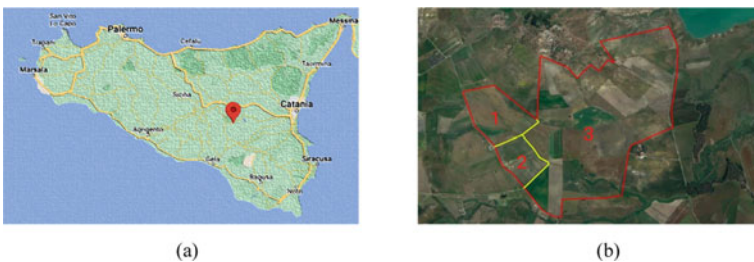 San Vito
Lo Capo
Palermo
Messina
Trapani
Cefalù
Marsala
Taormina
Sicilia
Catania
Agrigento
Gela
Siracusa
Ragusa
Noto
1
2
3
(a)
(b)